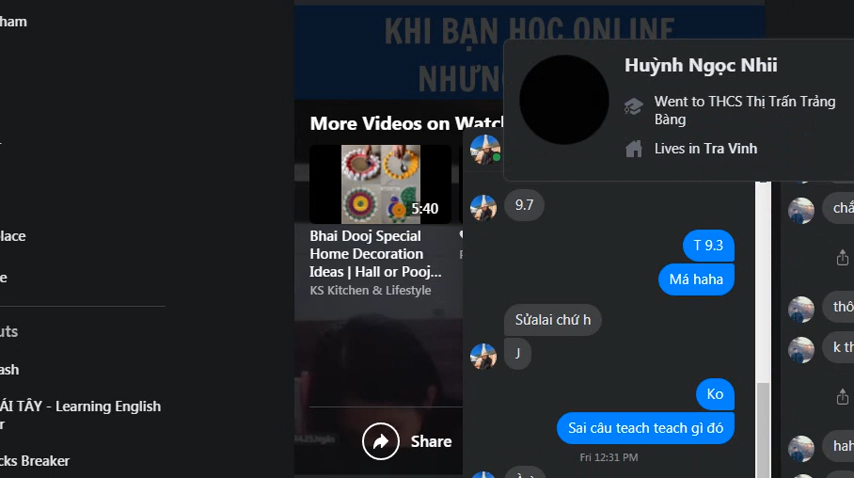 ham
place
e
uts
ash
ÁI TÂY - Learning English
r
cks Breaker
KHI BẠN HỌC ONLINE
NHƯN
More Videos on Watc
5:40
Bhai Dooj Special
Home Decoration
Ideas | Hall or Pooj...
KS Kitchen & Lifestyle
Share
Huỳnh Ngọc Nhii
Went to THCS Thị Trấn Trảng
Bàng
Lives in Tra Vinh
9.7
T 9.3
Má haha
Sửalai chứ h
J
Ko
Sai câu teach teach gì đó
Fri 12:31 PM
chắ
thô
k th
hah